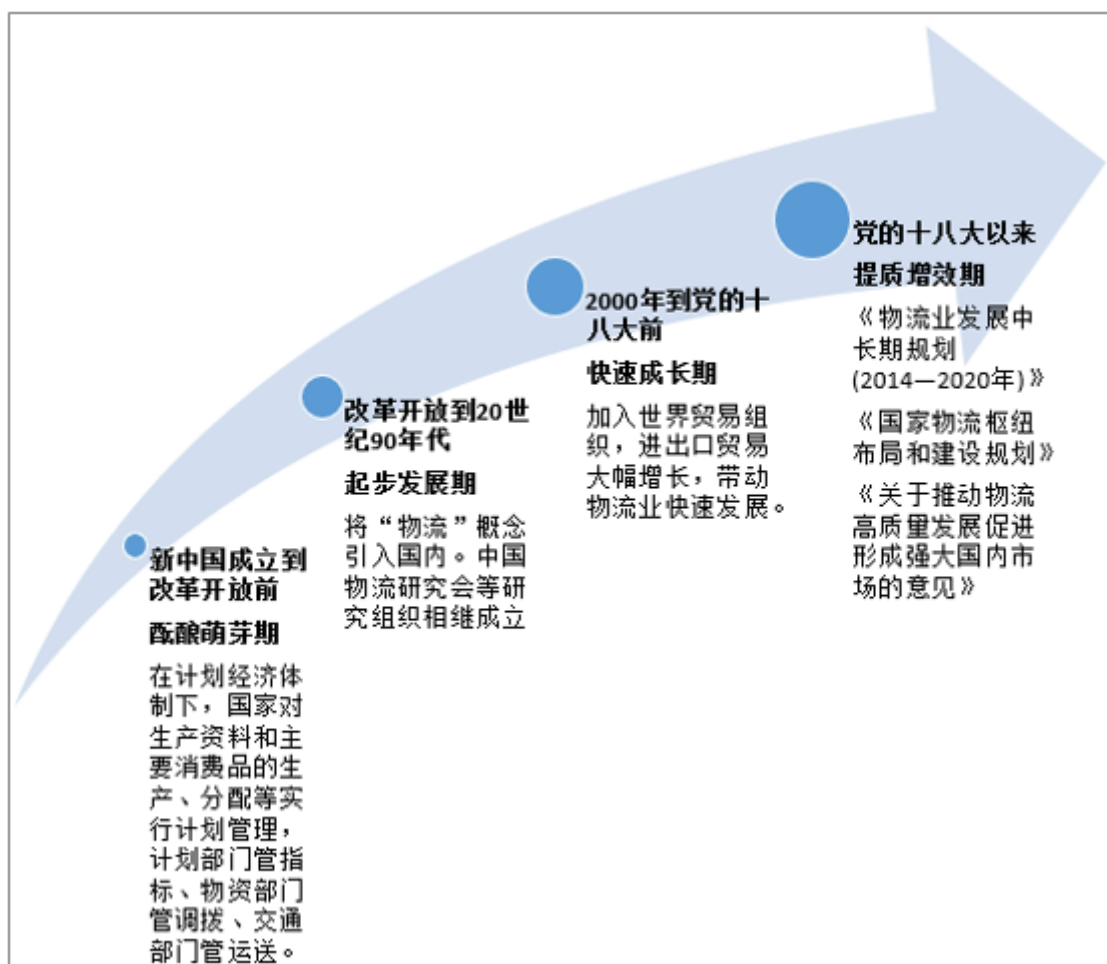 新中国成立到
改革开放前
酝酿萌芽期
在计划经济体
制下，国家对
生产资料和主
要消费品的生
产、分配等实
行计划管理，
计划部门管指
标、物资部门
管调拨、交通
部门管运送。
改革开放到20世
纪90年代
起步发展期
将“物流”概念
引入国内。中国
物流研究会等研
究组织相继成立
2000年到党的十
八大前
快速成长期
加入世界贸易组
织，进出口贸易
大幅增长，带动
物流业快速发展。
党的十八大以来
提质增效期
《物流业发展中
长期规划
(2014—2020年)》
《国家物流枢纽
布局和建设规划》
《关于推动物流
高质量发展促进
形成强大国内市
场的意见》